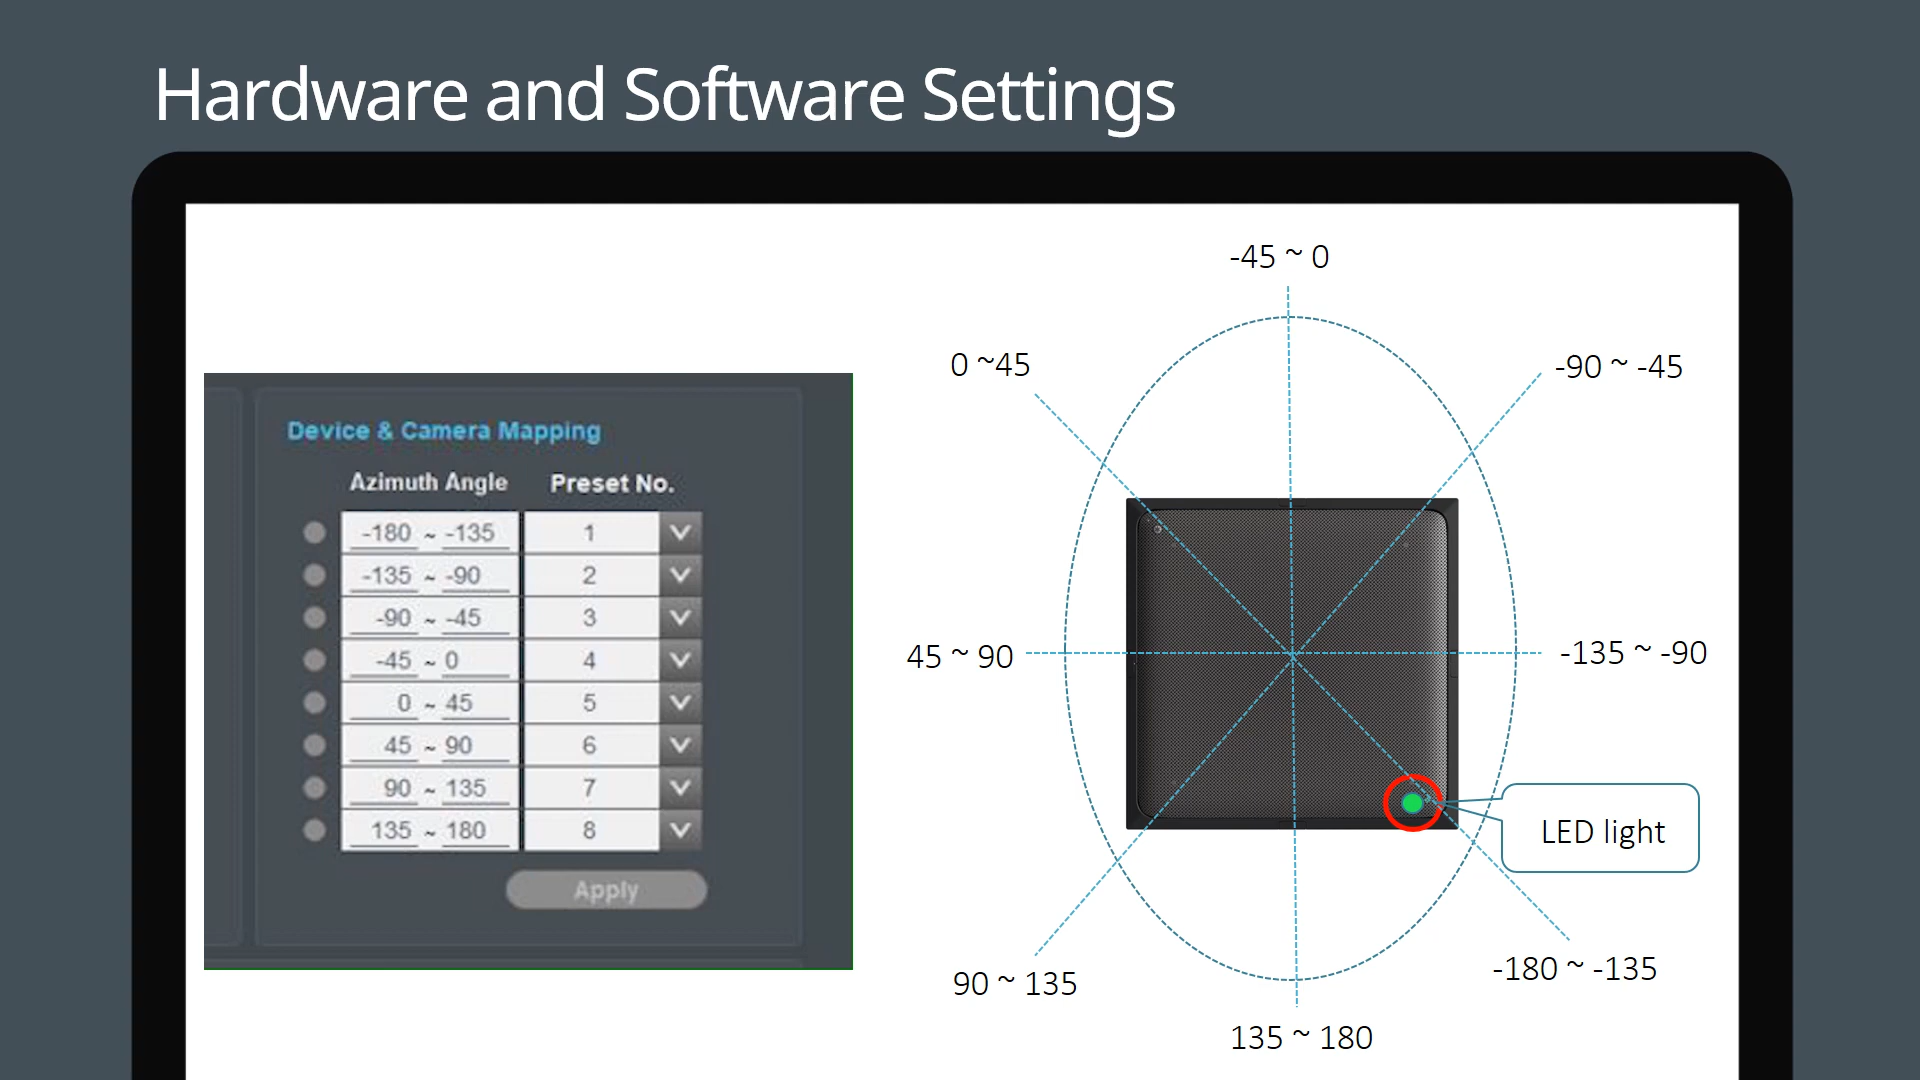 Hardware and Software Settings
Device & Camera Mapping
Azimuth Angle Preset No.
-180 ~ -135 1
-135 ~ -90 2
-90 ~ -45 3
-45 ~ 0 4
0 ~ 45 5
45 ~ 90 6
90 ~ 135 7
135 ~ 180 8
Apply
-45 ~ 0
0 ~45
-90 ~ -45
45 ~ 90
-135 ~ -90
LED light
90 ~ 135
-180 ~ -135
135 ~ 180